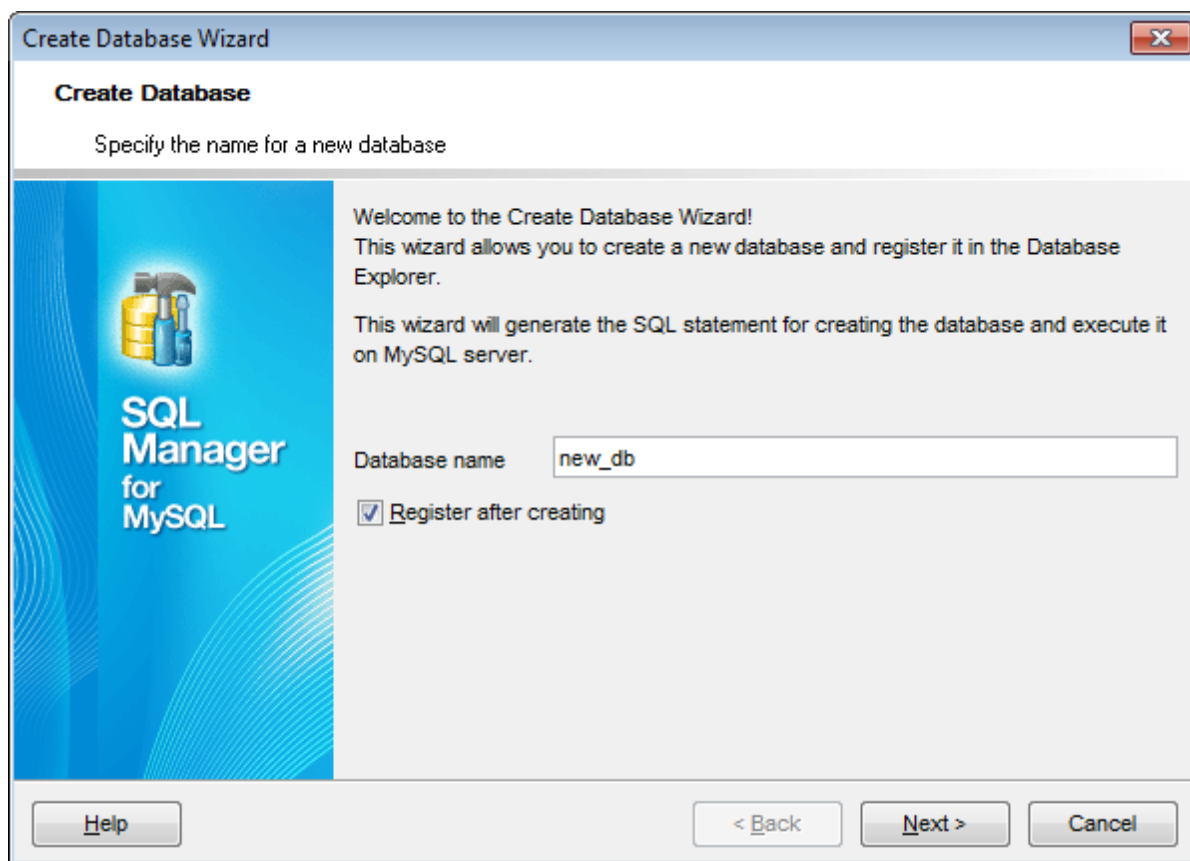 Create Database Wizard
Create Database
Specify the name for a new database
Welcome to the Create Database Wizard!
This wizard allows you to create a new database and register it in the Database
Explorer.
This wizard will generate the SQL statement for creating the database and execute it
on MySQL server.
SQL
Manager
for
MySQL
Database name new_db
Register after creating
Help < Back Next > Cancel